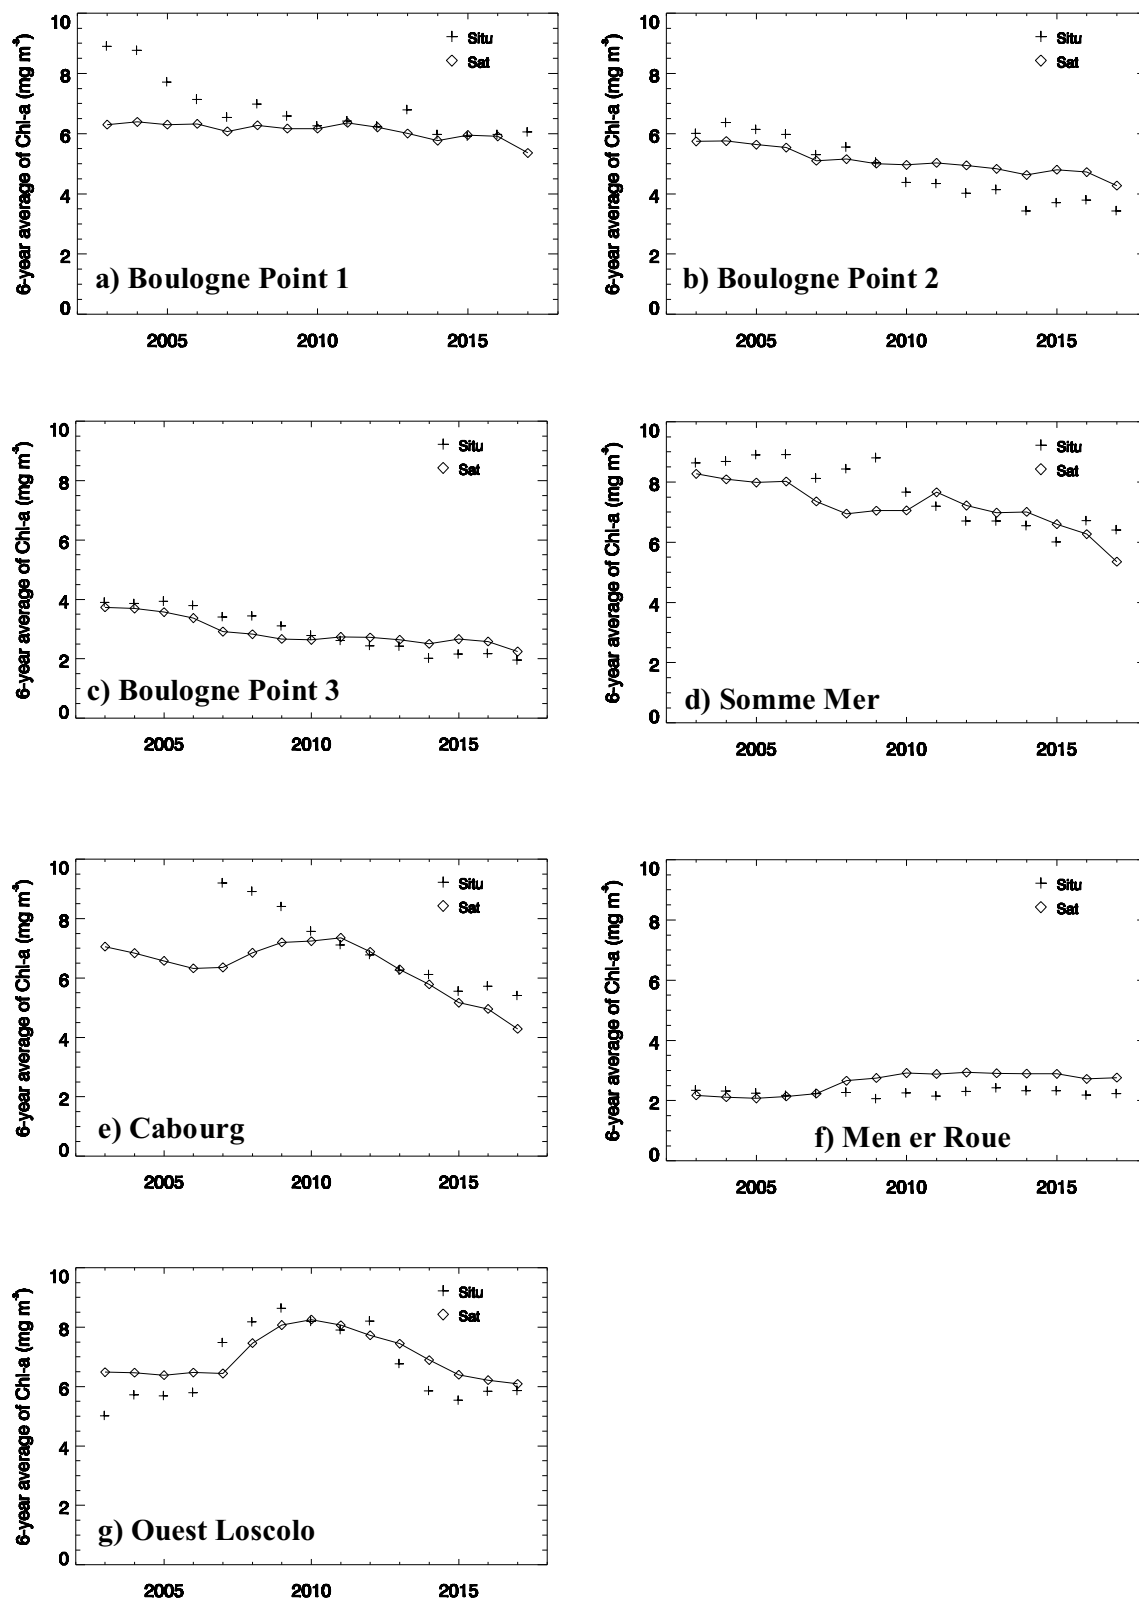 6-year average of Chl-a (mg m⁻³)
10
8
6
4
2
0
Situ
Sat
a) Boulogne Point 1
2005
2010
2015
6-year average of Chl-a (mg m⁻³)
10
8
6
4
2
0
Situ
Sat
b) Boulogne Point 2
2005
2010
2015
6-year average of Chl-a (mg m⁻³)
10
8
6
4
2
0
Situ
Sat
c) Boulogne Point 3
2005
2010
2015
6-year average of Chl-a (mg m⁻³)
10
8
6
4
2
0
Situ
Sat
d) Somme Mer
2005
2010
2015
6-year average of Chl-a (mg m⁻³)
10
8
6
4
2
0
Situ
Sat
e) Cabourg
2005
2010
2015
6-year average of Chl-a (mg m⁻³)
10
8
6
4
2
0
Situ
Sat
f) Men er Roue
2005
2010
2015
6-year average of Chl-a (mg m⁻³)
10
8
6
4
2
0
Situ
Sat
g) Ouest Loscolo
2005
2010
2015